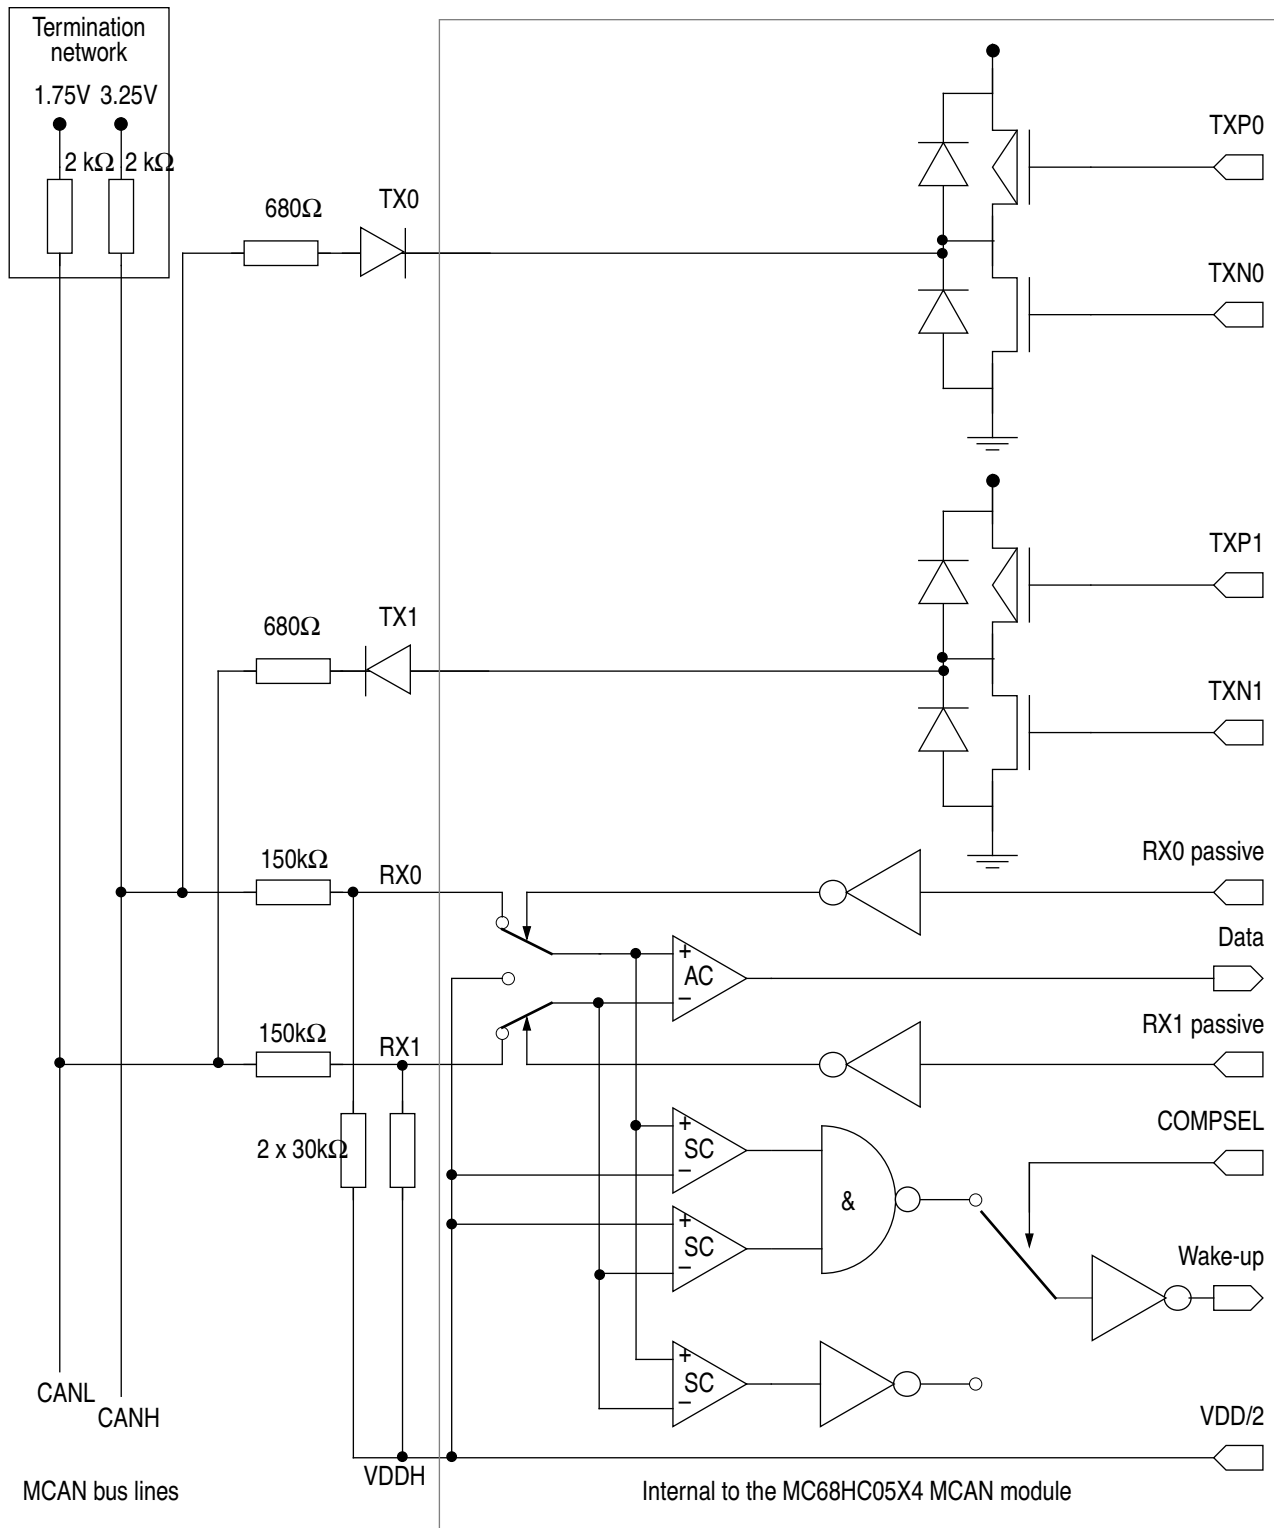 Termination
network
1.75V 3.25V
2 kΩ 2 kΩ
TXP0
680Ω
TX0
TXN0
TXP1
680Ω
TX1
TXN1
150kΩ
RX0
RX0 passive
Data
+
AC
−
150kΩ
RX1
RX1 passive
COMPSEL
2 x 30kΩ
+
SC
−
&
+
SC
−
Wake-up
+
SC
−
CANL
CANH
VDD/2
VDDH
MCAN bus lines
Internal to the MC68HC05X4 MCAN module